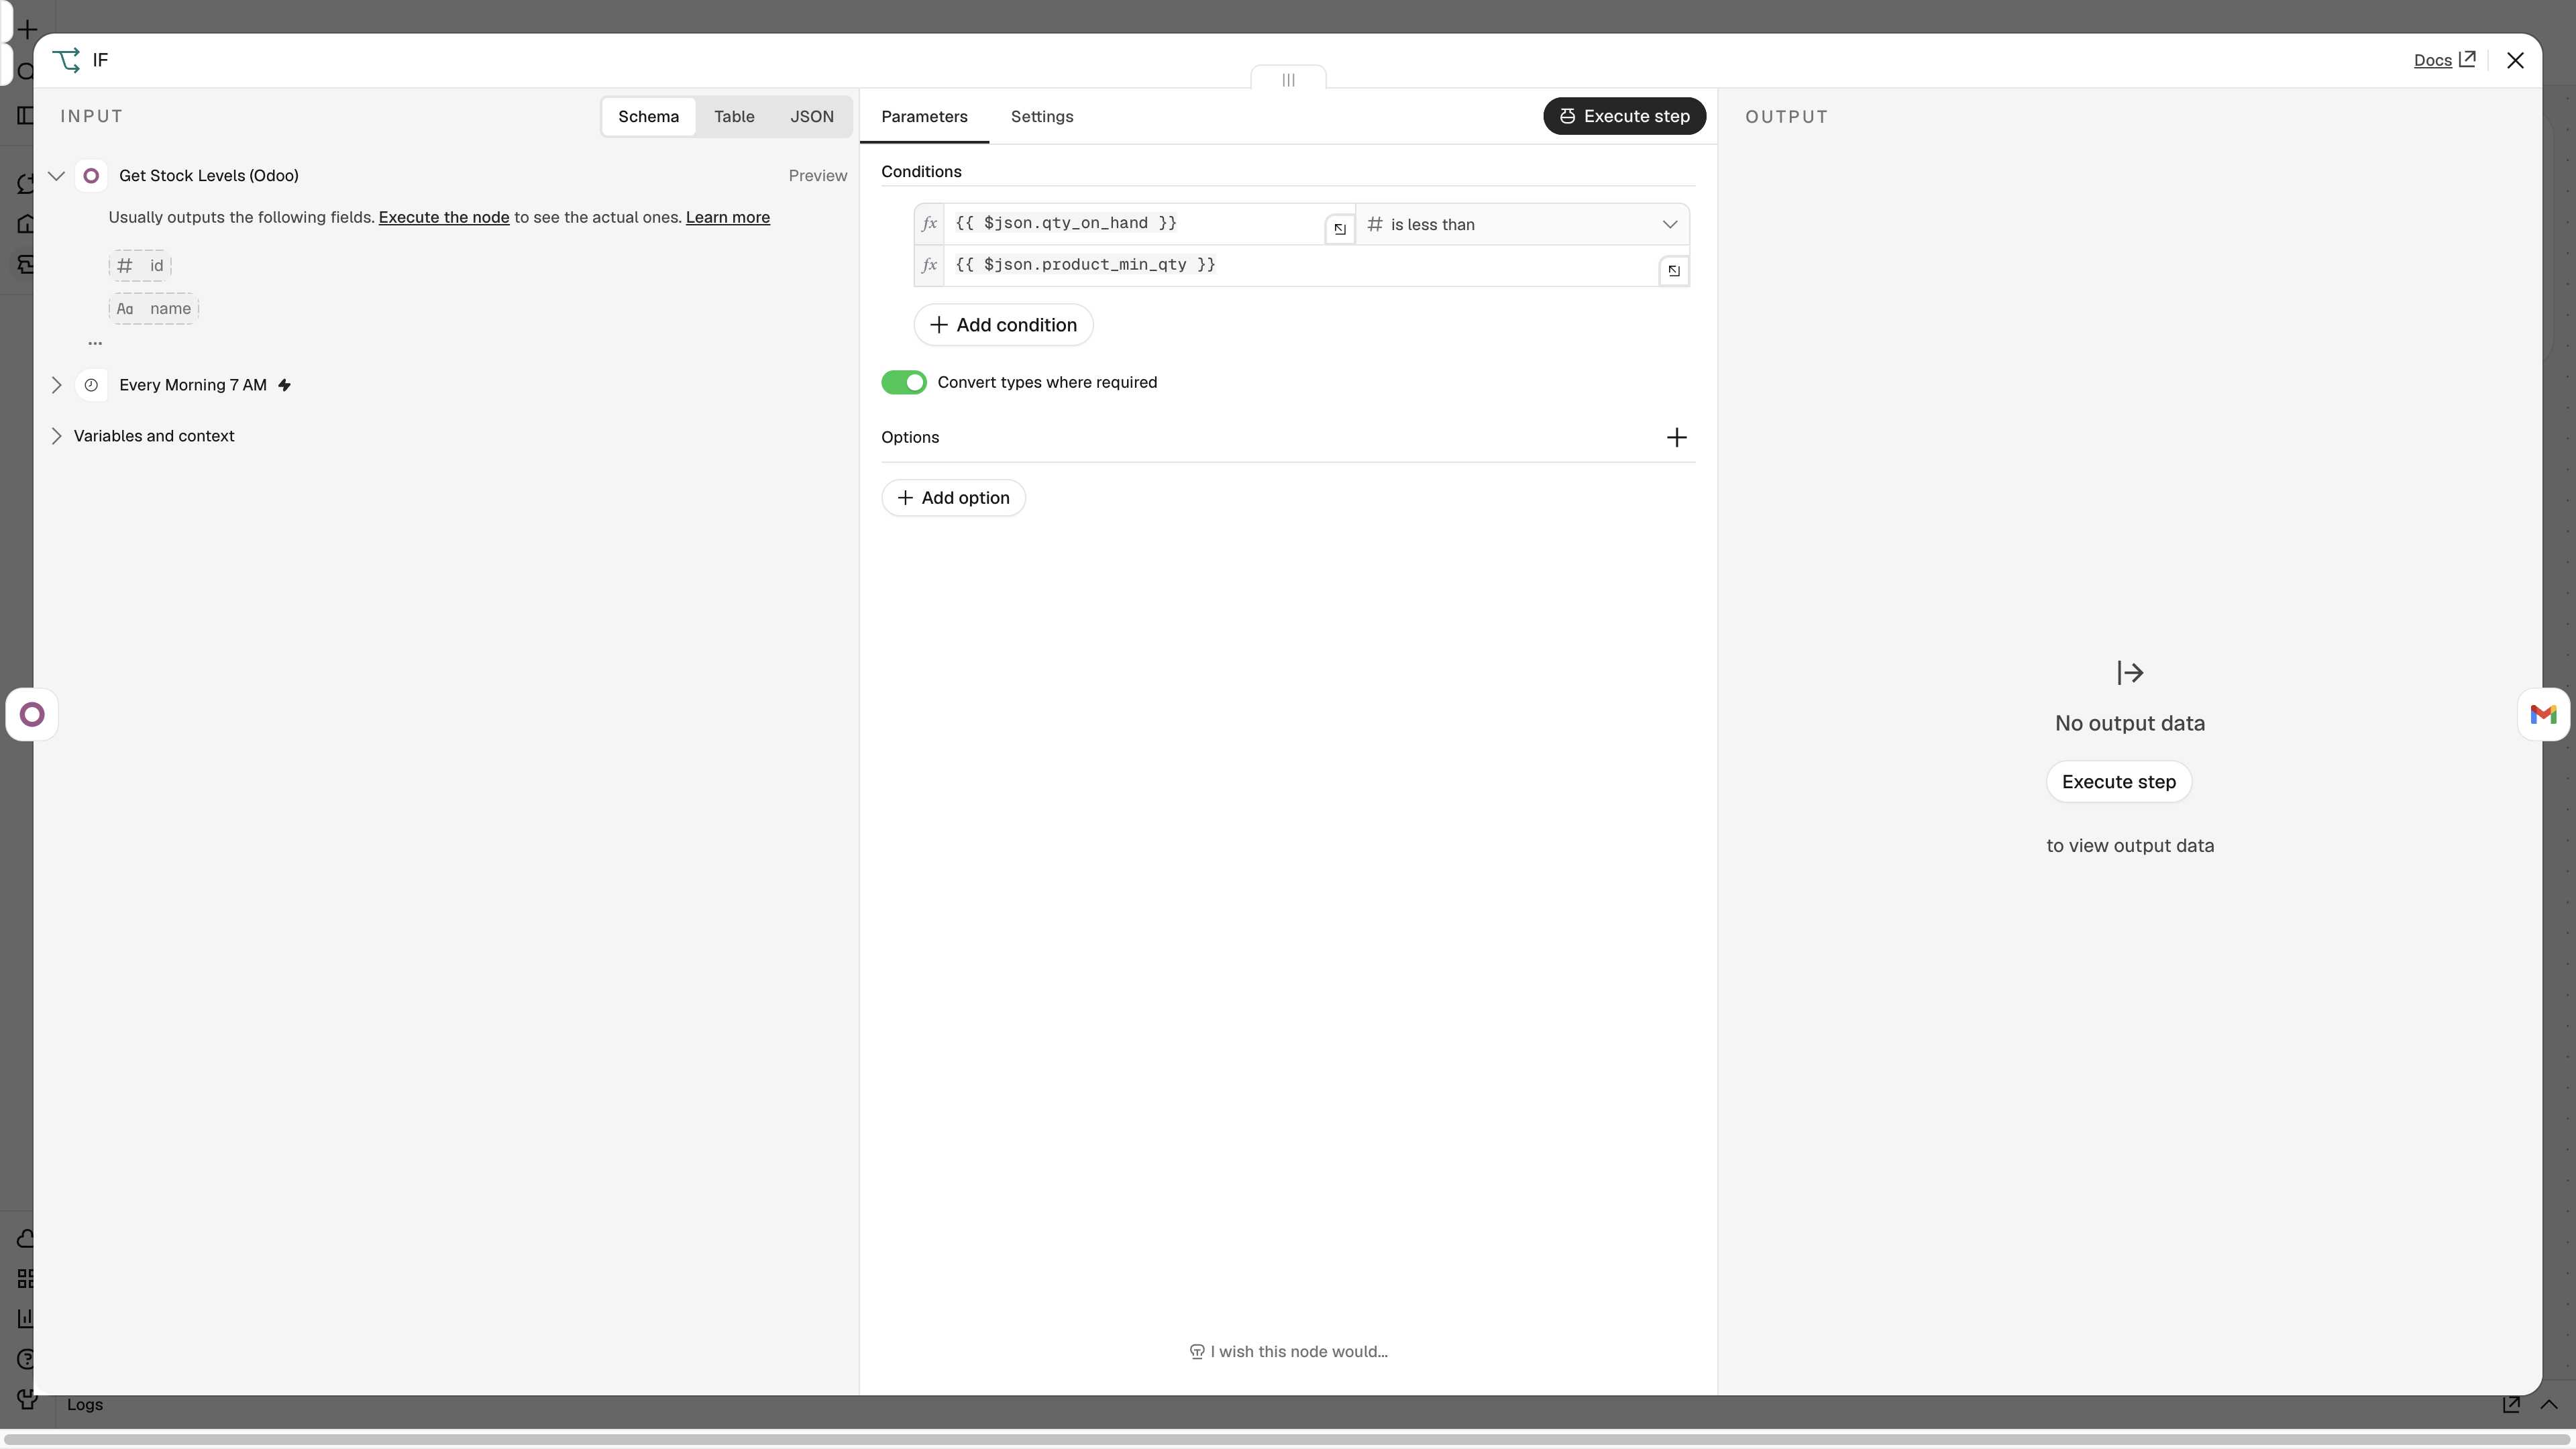 IF
Docs
INPUT
Schema Table JSON
Get Stock Levels (Odoo) Preview
Usually outputs the following fields. Execute the node to see the actual ones. Learn more
# id
Aa name
...
Every Morning 7 AM
Variables and context
Parameters Settings Execute step
Conditions
fx {{ $json.qty_on_hand }} # is less than
fx {{ $json.product_min_qty }}
+ Add condition
Convert types where required
Options
+ Add option
I wish this node would...
OUTPUT
No output data
Execute step
to view output data
Logs